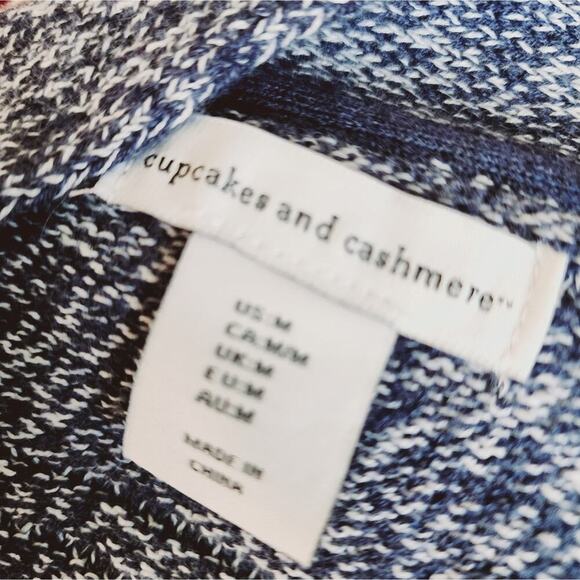 cupcakes and cashmere™
US:M
CA:M/M
UK:M
EU:M
AU:M
MADE IN
CHINA